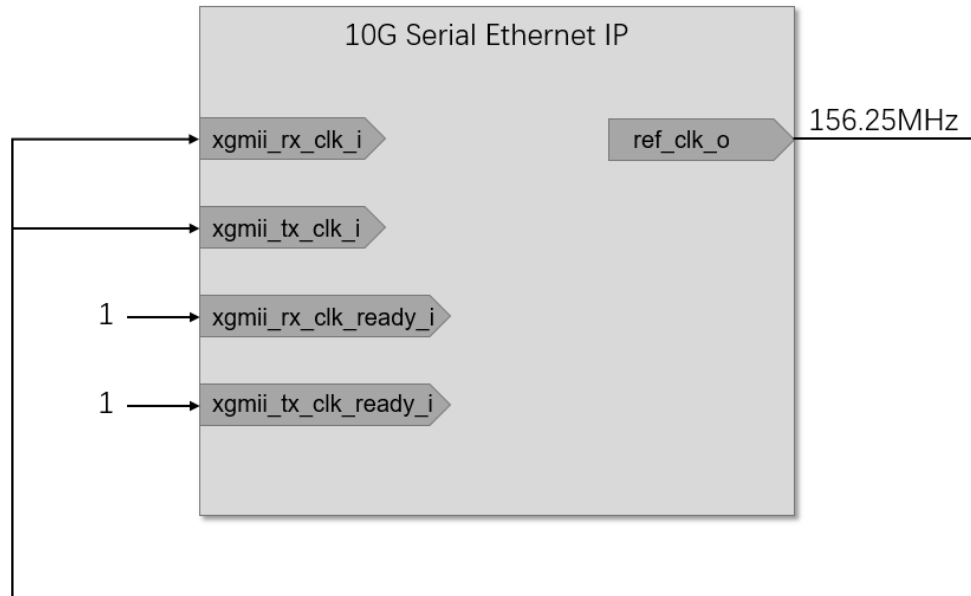 10G Serial Ethernet IP
xgmii_rx_clk_i
ref_clk_o
156.25MHz
xgmii_tx_clk_i
1
xgmii_rx_clk_ready_i
1
xgmii_tx_clk_ready_i